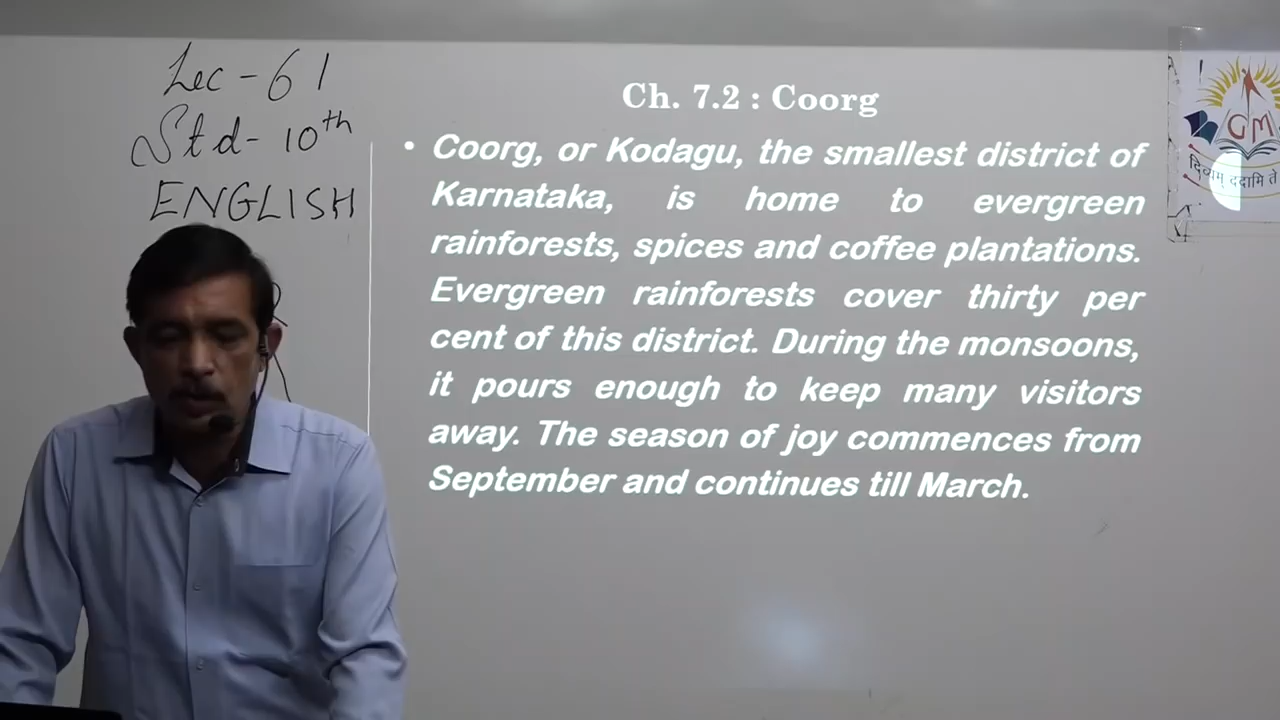 Lec - 61
Std - 10th
ENGLISH
Ch. 7.2 : Coorg
• Coorg, or Kodagu, the smallest district of
Karnataka, is home to evergreen
rainforests, spices and coffee plantations.
Evergreen rainforests cover thirty per
cent of this district. During the monsoons,
it pours enough to keep many visitors
away. The season of joy commences from
September and continues till March.
GM
दिव्यम् ददामि ते